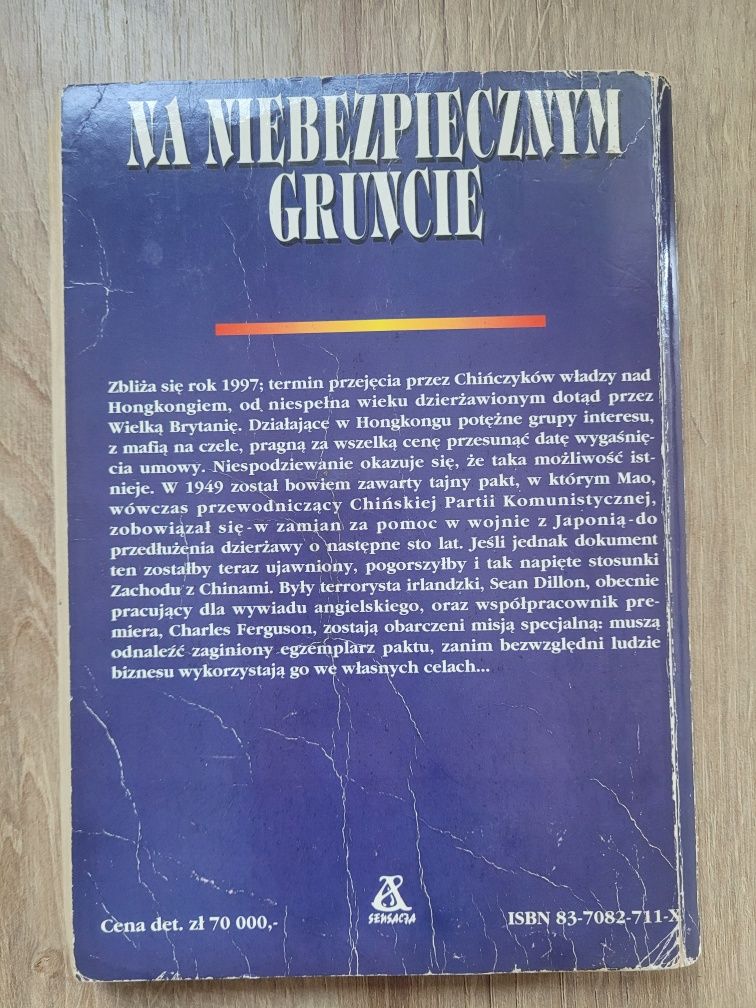 NA NIEBEZPIECZNYM
GRUNCIE
Zbliża się rok 1997; termin przejęcia przez Chińczyków władzy nad
Hongkongiem, od niespełna wieku dzierżawionym dotąd przez
Wielką Brytanię. Działające w Hongkongu potężne grupy interesu,
z mafią na czele, pragną za wszelką cenę przesunąć datę wygaśnię-
cia umowy. Niespodziewanie okazuje się, że taka możliwość ist-
nieje. W 1949 został bowiem zawarty tajny pakt, w którym Mao,
wówczas przewodniczący Chińskiej Partii Komunistycznej,
zobowiązał się - w zamian za pomoc w wojnie z Japonią - do
przedłużenia dzierżawy o następne sto lat. Jeśli jednak dokument
ten zostałby teraz ujawniony, pogorszyłby i tak napięte stosunki
Zachodu z Chinami. Były terrorysta irlandzki, Sean Dillon, obecnie
pracujący dla wywiadu angielskiego, oraz współpracownik pre-
miera, Charles Ferguson, zostają obarczeni misją specjalną: muszą
odnaleźć zaginiony egzemplarz paktu, zanim bezwzględni ludzie
biznesu wykorzystają go we własnych celach...
SENSACJA
Cena det. zł 70 000,-
ISBN 83-7082-711-X